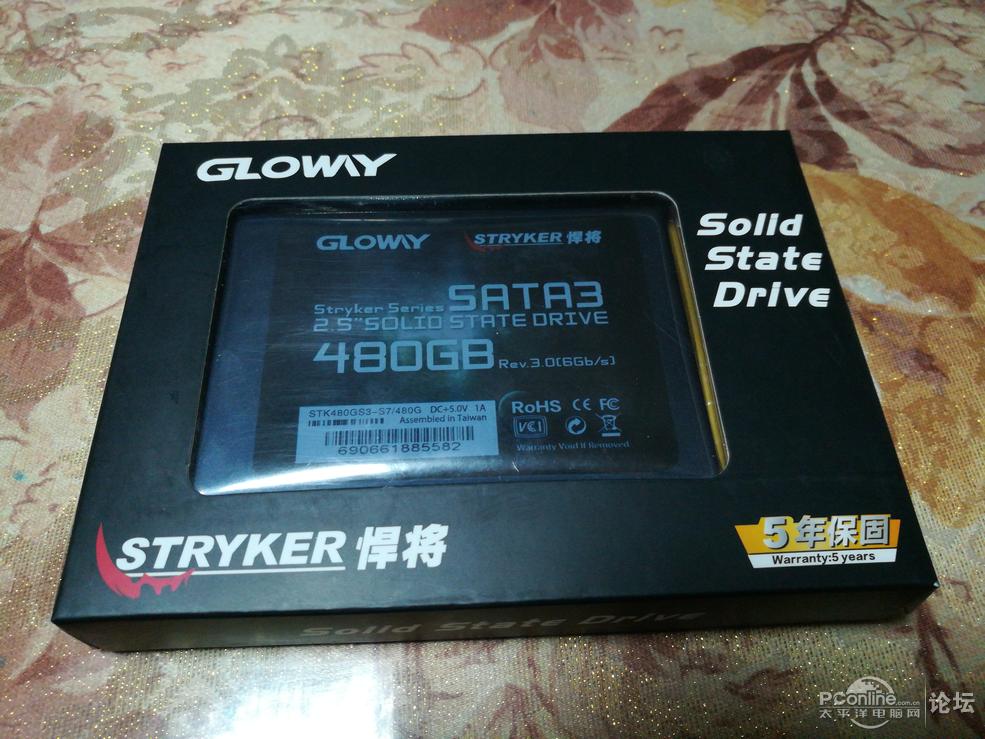 GLOWAY
Solid
State
Drive
GLOWAY
STRYKER 悍将
Stryker Series SATA3
2.5"SOLID STATE DRIVE
480GB Rev.3.0(6Gb/s)
STK480GS3-S7/480G DC+5.0V 1A
Assembled in Taiwan
690661885582
RoHS CE FC
VCI
Warranty Void If Removed
STRYKER 悍将
5年保固
Warranty:5 years
Solid State Drive
PConline.com.cn
太平洋电脑网
论坛